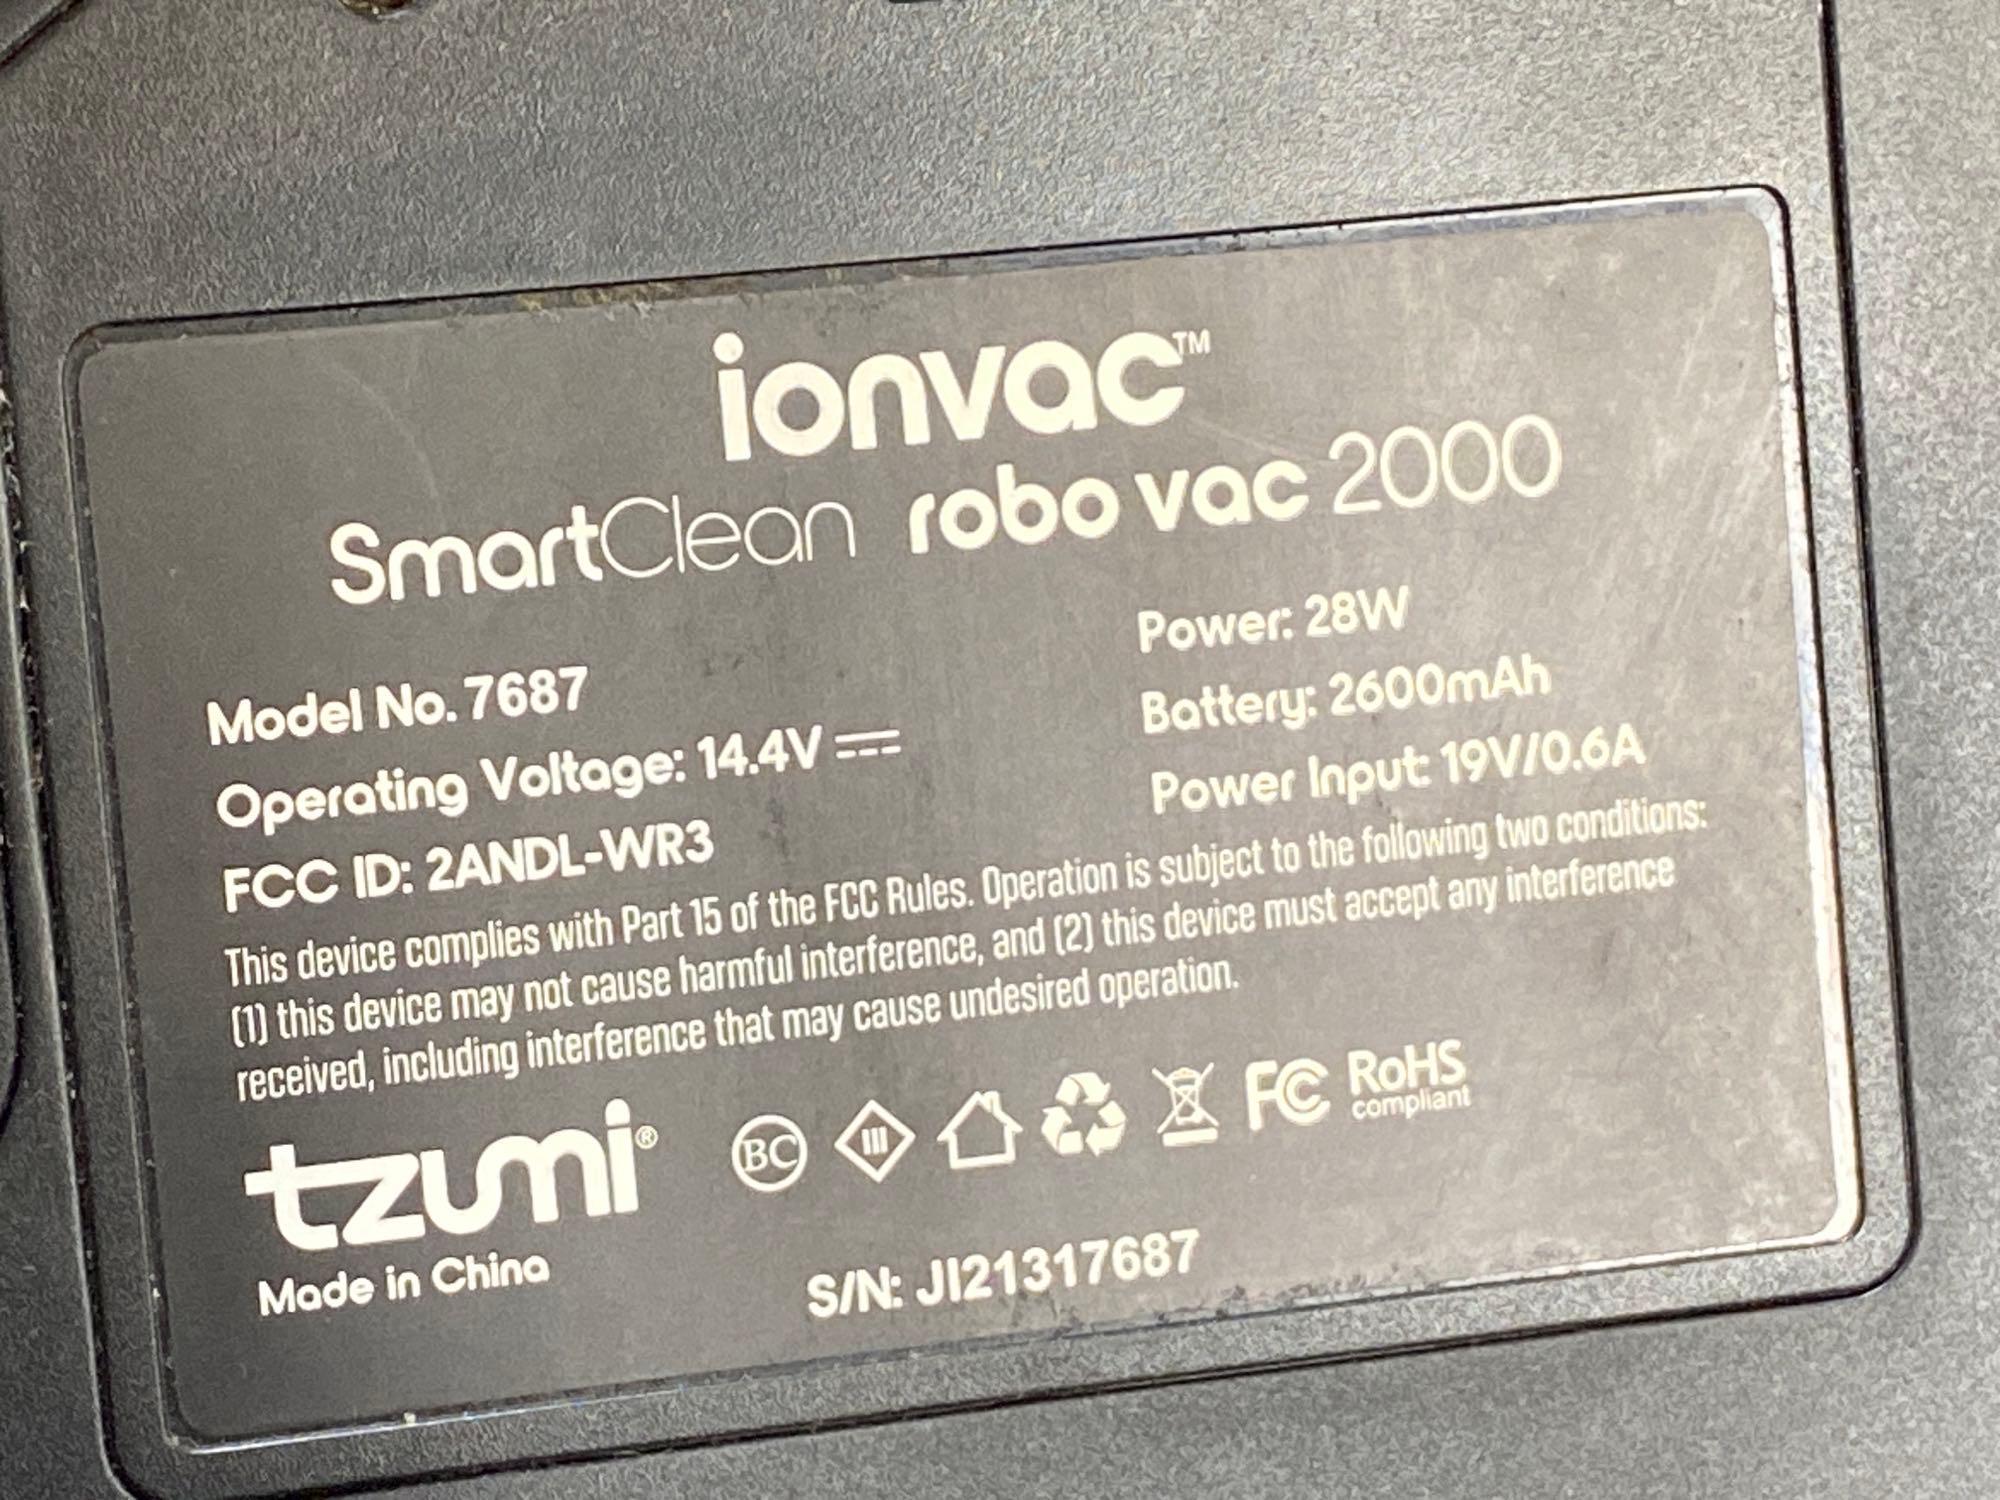 ionvac™
SmartClean robo vac 2000
Model No. 7687
Operating Voltage: 14.4V
FCC ID: 2ANDL-WR3
Power: 28W
Battery: 2600mAh
Power Input: 19V/0.6A
This device complies with Part 15 of the FCC Rules. Operation is subject to the following two conditions:
(1) this device may not cause harmful interference, and (2) this device must accept any interference
received, including interference that may cause undesired operation.
tzumi®
BC III FC RoHS
compliant
Made in China
S/N: JI21317687